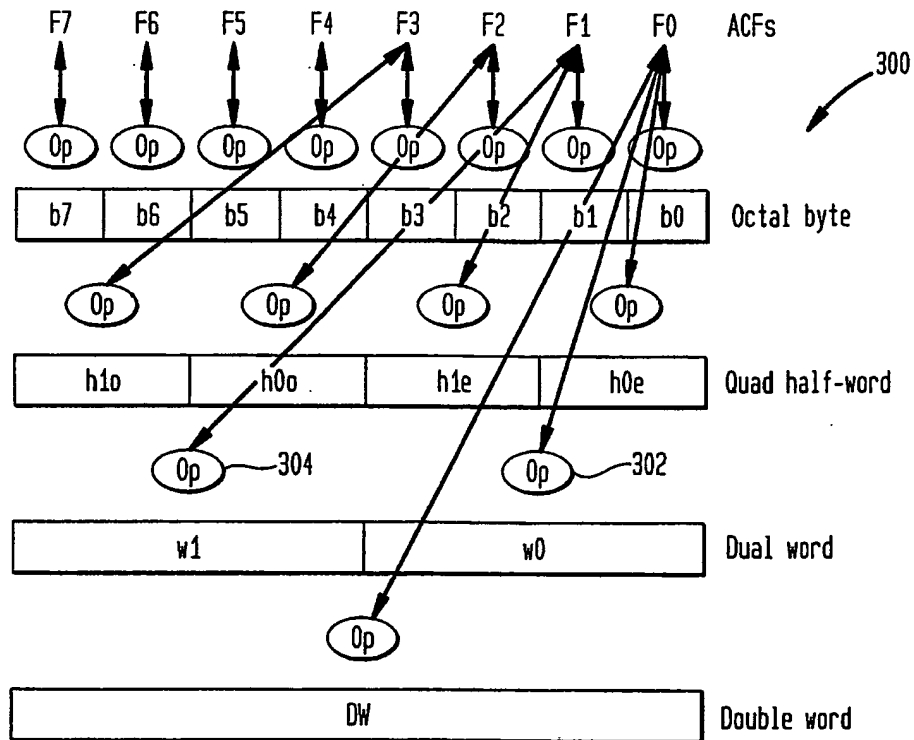 F7 F6 F5 F4 F3 F2 F1 F0 ACFs
300
Op Op Op Op Op Op Op Op
b7 b6 b5 b4 b3 b2 b1 b0 Octal byte
Op Op Op Op
h1o h0o h1e h0e Quad half-word
Op 304 Op 302
w1 w0 Dual word
Op
DW Double word